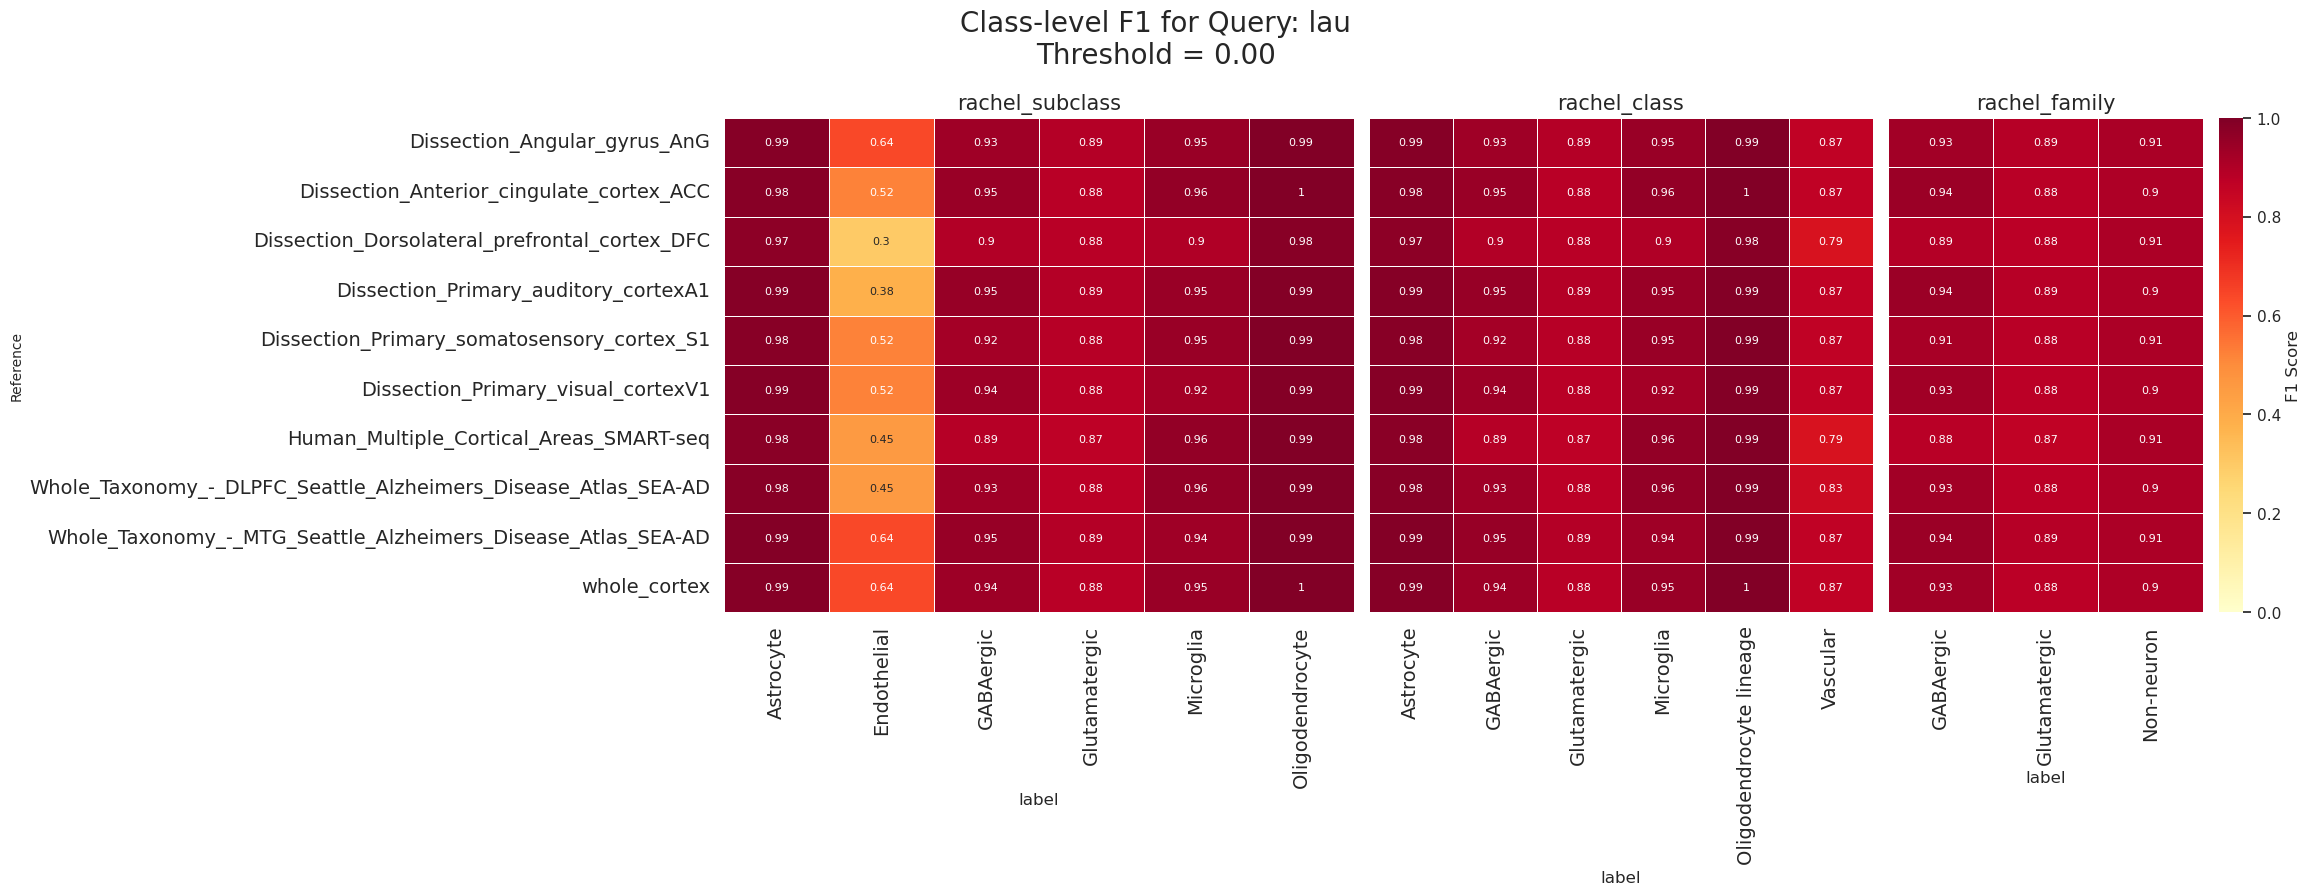 Class-level F1 for Query: lau
Threshold = 0.00
rachel_subclass rachel_class rachel_family
Reference
Dissection_Angular_gyrus_AnG 0.99 0.64 0.93 0.89 0.95 0.99 0.99 0.93 0.89 0.95 0.99 0.87 0.93 0.89 0.91
Dissection_Anterior_cingulate_cortex_ACC 0.98 0.52 0.95 0.88 0.96 1 0.98 0.95 0.88 0.96 1 0.87 0.94 0.88 0.9
Dissection_Dorsolateral_prefrontal_cortex_DFC 0.97 0.3 0.9 0.88 0.9 0.98 0.97 0.9 0.88 0.9 0.98 0.79 0.89 0.88 0.91
Dissection_Primary_auditory_cortexA1 0.99 0.38 0.95 0.89 0.95 0.99 0.99 0.95 0.89 0.95 0.99 0.87 0.94 0.89 0.9
Dissection_Primary_somatosensory_cortex_S1 0.98 0.52 0.92 0.88 0.95 0.99 0.98 0.92 0.88 0.95 0.99 0.87 0.91 0.88 0.91
Dissection_Primary_visual_cortexV1 0.99 0.52 0.94 0.88 0.92 0.99 0.99 0.94 0.88 0.92 0.99 0.87 0.93 0.88 0.9
Human_Multiple_Cortical_Areas_SMART-seq 0.98 0.45 0.89 0.87 0.96 0.99 0.98 0.89 0.87 0.96 0.99 0.79 0.88 0.87 0.91
Whole_Taxonomy_-_DLPFC_Seattle_Alzheimers_Disease_Atlas_SEA-AD 0.98 0.45 0.93 0.88 0.96 0.99 0.98 0.93 0.88 0.96 0.99 0.83 0.93 0.88 0.9
Whole_Taxonomy_-_MTG_Seattle_Alzheimers_Disease_Atlas_SEA-AD 0.99 0.64 0.95 0.89 0.94 0.99 0.99 0.95 0.89 0.94 0.99 0.87 0.94 0.89 0.91
whole_cortex 0.99 0.64 0.94 0.88 0.95 1 0.99 0.94 0.88 0.95 1 0.87 0.93 0.88 0.9
Astrocyte
Endothelial
GABAergic
Glutamatergic
Microglia
Oligodendrocyte
label
Astrocyte
GABAergic
Glutamatergic
Microglia
Oligodendrocyte lineage
Vascular
label
GABAergic
Glutamatergic
Non-neuron
label
1.0
0.8
0.6
0.4
0.2
0.0
F1 Score